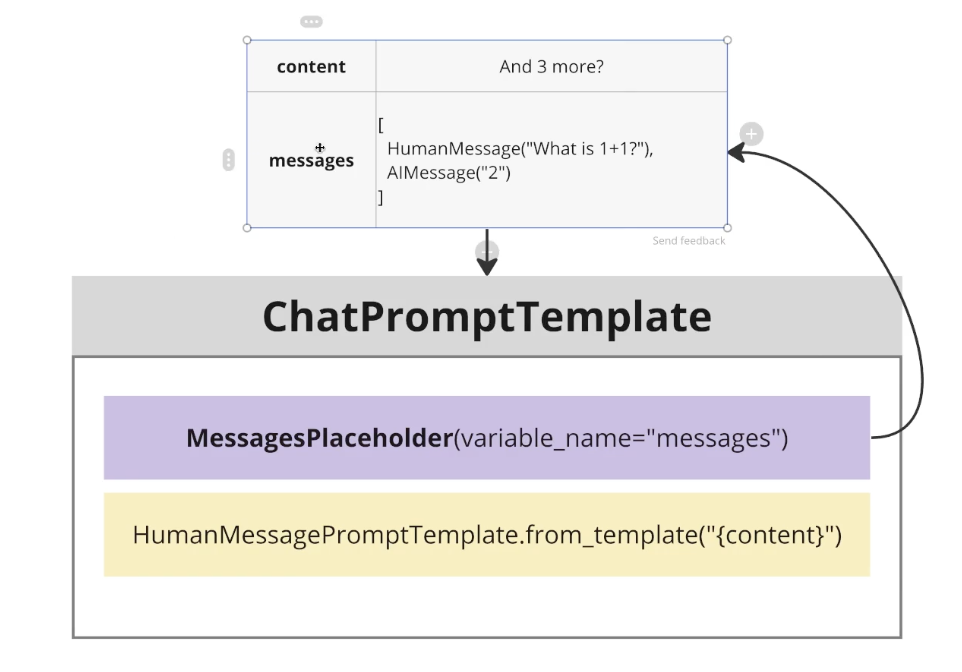 content And 3 more?
[
HumanMessage("What is 1+1?"),
messages
AIMessage("2")
]
Send feedback
ChatPromptTemplate
MessagesPlaceholder(variable_name="messages")
HumanMessagePromptTemplate.from_template("{content}")